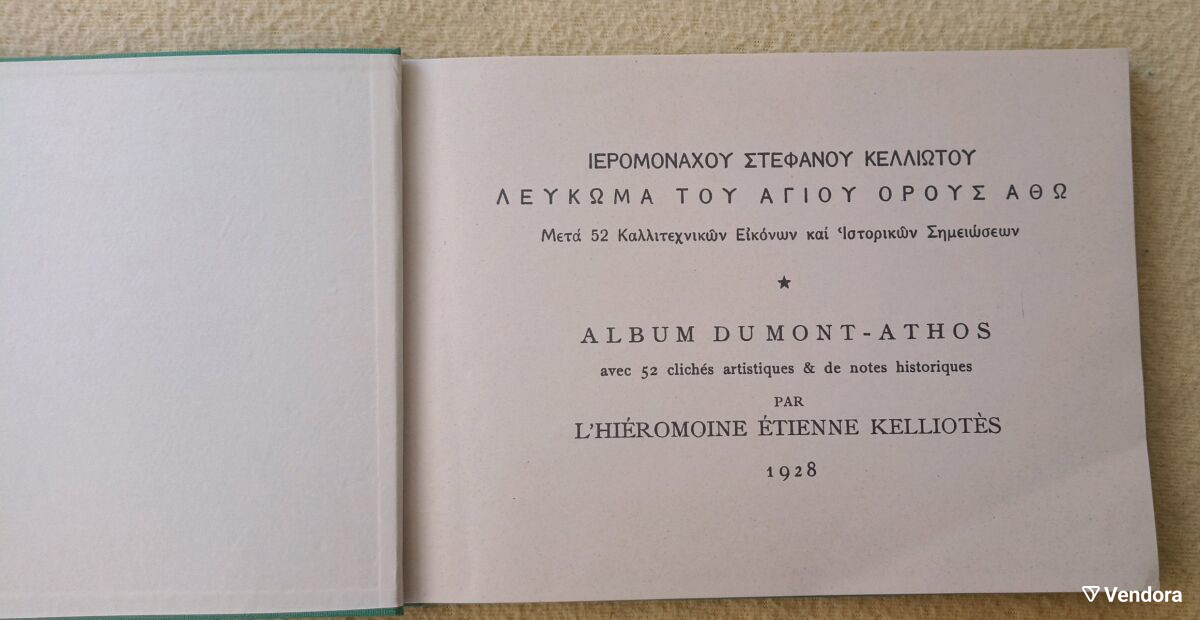 ΙΕΡΟΜΟΝΑΧΟΥ ΣΤΕΦΑΝΟΥ ΚΕΛΛΙΩΤΟΥ
ΛΕΥΚΩΜΑ ΤΟΥ ΑΓΙΟΥ ΟΡΟΥΣ ΑΘΩ
Μετά 52 Καλλιτεχνικῶν Εἰκόνων καί Ἱστορικῶν Σημειώσεων
★
ALBUM DU MONT-ATHOS
avec 52 clichés artistiques & de notes historiques
PAR
L'HIÉROMOINE ÉTIENNE KELLIOTÈS
1928
Vendora